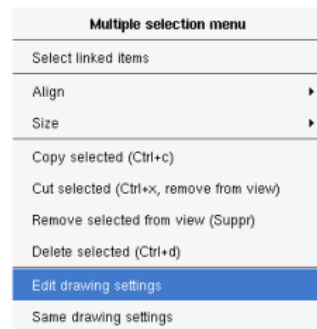 Multiple selection menu
Select linked items
Align
Size
Copy selected (Ctrl+c)
Cut selected (Ctrl+x, remove from view)
Remove selected from view (Suppr)
Delete selected (Ctrl+d)
Edit drawing settings
Same drawing settings